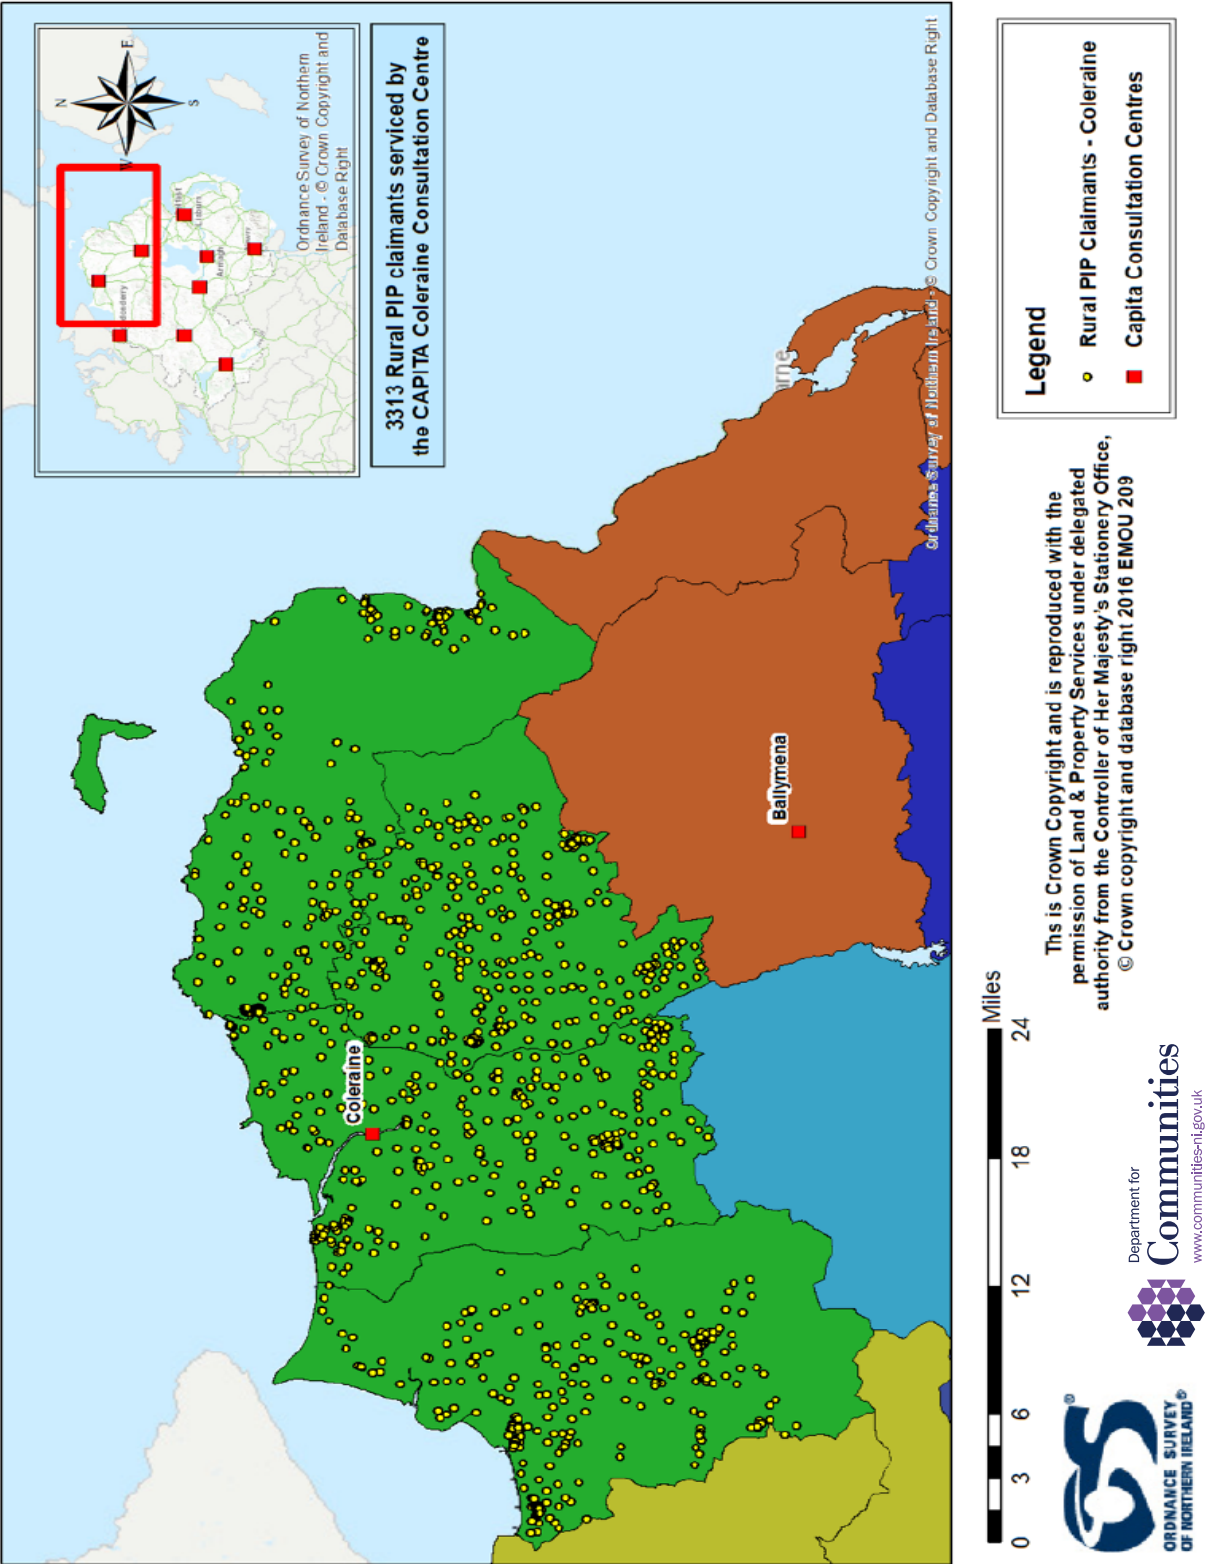 N
E
S
W
Ordnance Survey of Northern
Ireland - © Crown Copyright and
Database Right
Armagh
Lisburn
3313 Rural PIP claimants serviced by
the CAPITA Coleraine Consultation Centre
Coleraine
Ballymena
Ordnance Survey of Northern Ireland - © Crown Copyright and Database Right
Legend
Rural PIP Claimants - Coleraine
Capita Consultation Centres
Miles
0 3 6 12 18 24
This is Crown Copyright and is reproduced with the
permission of Land & Property Services under delegated
authority from the Controller of Her Majesty's Stationery Office,
© Crown copyright and database right 2016 EMOU 209
OS®
ORDNANCE SURVEY
OF NORTHERN IRELAND®
Department for
Communities
www.communities-ni.gov.uk